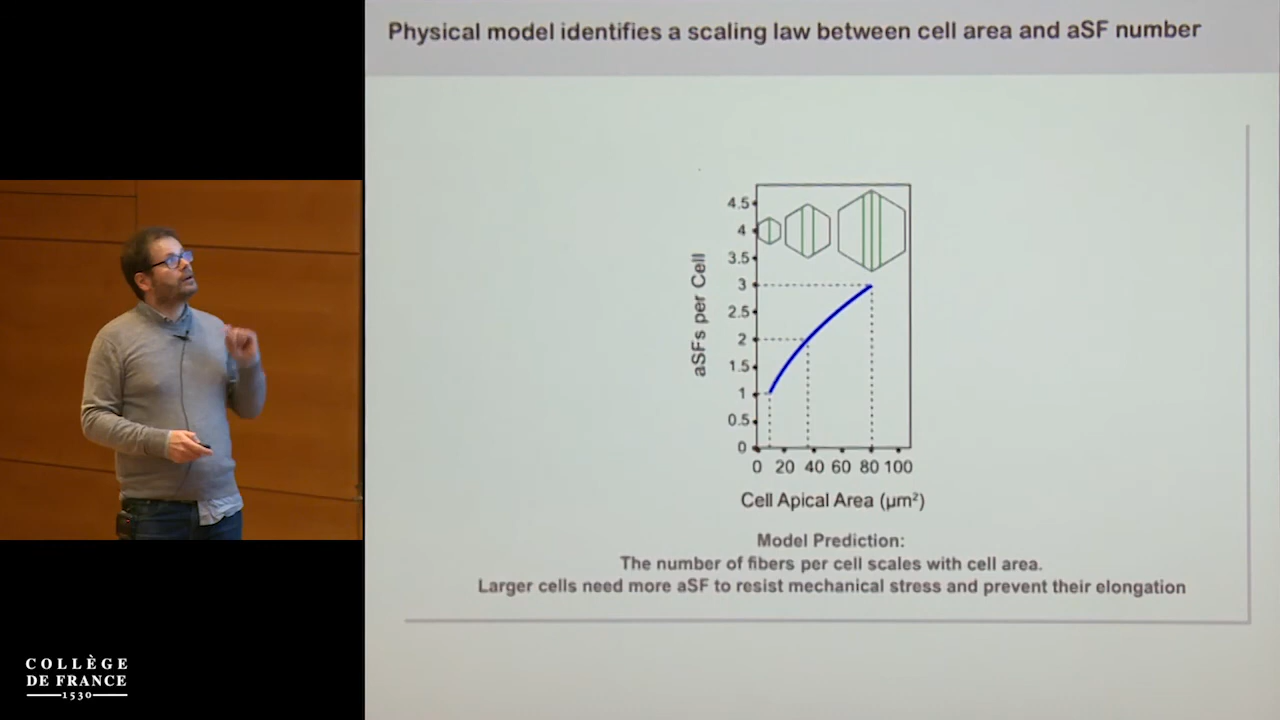 Physical model identifies a scaling law between cell area and aSF number
aSFs per Cell
4.5
4
3.5
3
2.5
2
1.5
1
0.5
0
0 20 40 60 80 100
Cell Apical Area (µm²)
Model Prediction:
The number of fibers per cell scales with cell area.
Larger cells need more aSF to resist mechanical stress and prevent their elongation
COLLÈGE
DE FRANCE
1530